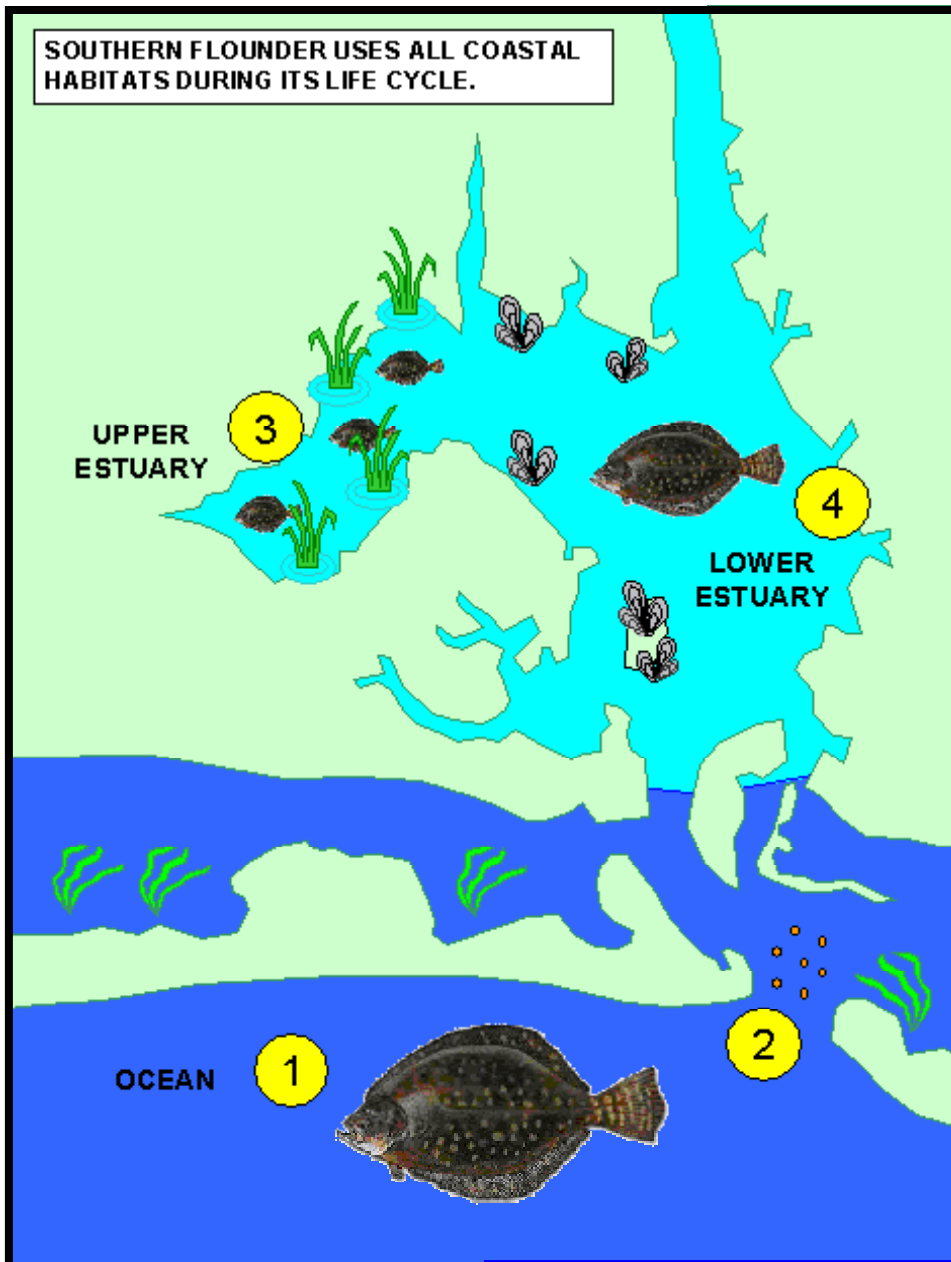 SOUTHERN FLOUNDER USES ALL COASTAL
HABITATS DURING ITS LIFE CYCLE.
3
UPPER
ESTUARY
4
LOWER
ESTUARY
2
1
OCEAN